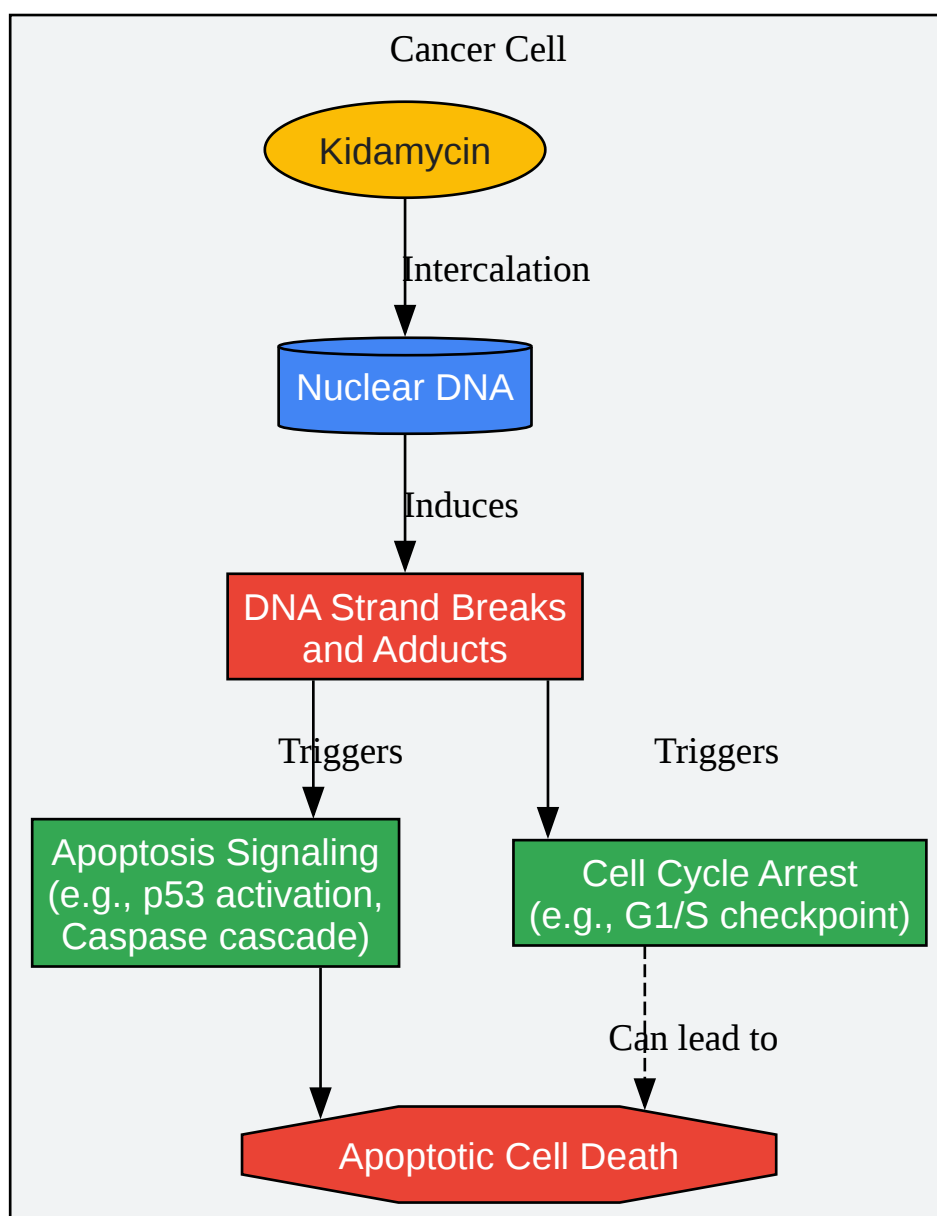 Cancer Cell
Kidamycin
Intercalation
Nuclear DNA
Induces
DNA Strand Breaks
and Adducts
Triggers
Triggers
Apoptosis Signaling
(e.g., p53 activation,
Caspase cascade)
Cell Cycle Arrest
(e.g., G1/S checkpoint)
Can lead to
Apoptotic Cell Death